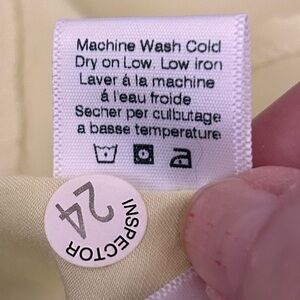 Machine Wash Cold
Dry on Low. Low iron
Laver á la machine
á l'eau froide
Secher per culbutage
a basse temperature
24
INSPECTOR